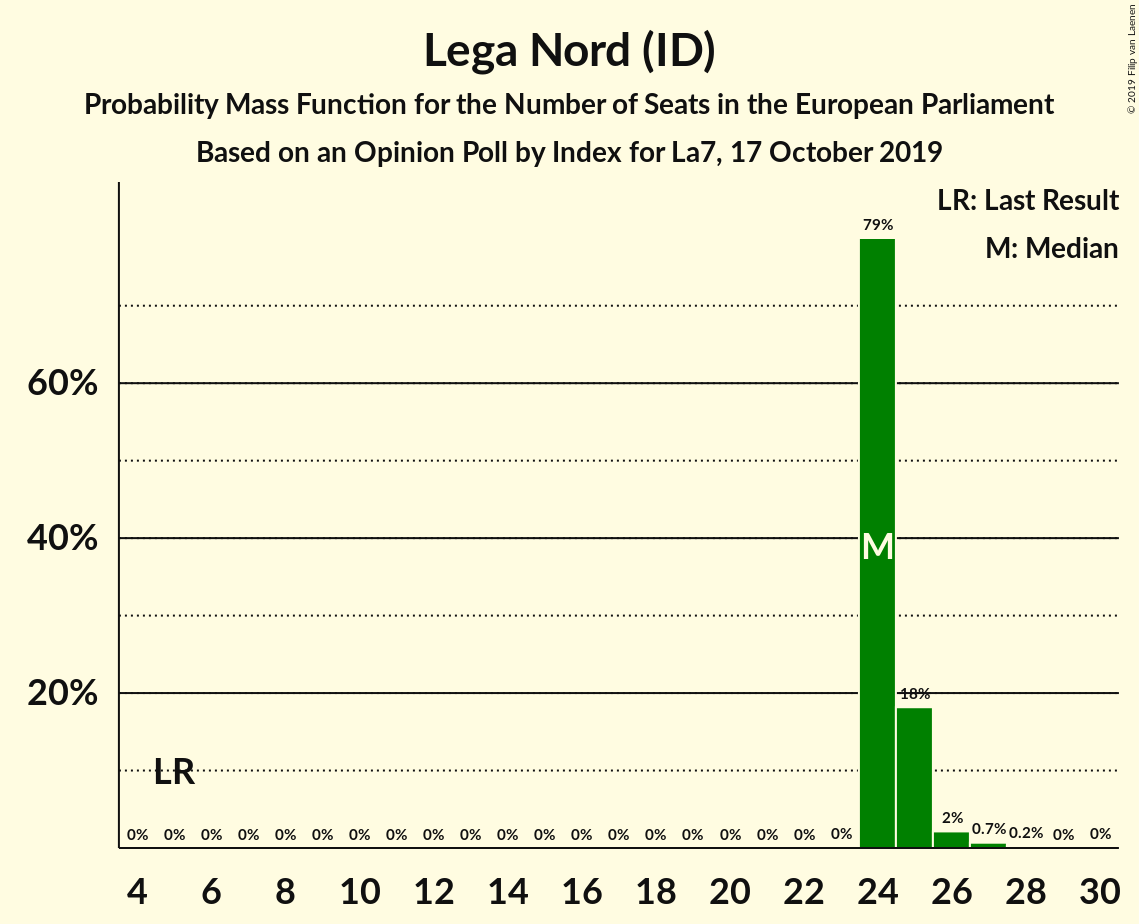 Lega Nord (ID)
Probability Mass Function for the Number of Seats in the European Parliament
Based on an Opinion Poll by Index for La7, 17 October 2019
© 2019 Filip van Laenen
LR: Last Result
M: Median
79%
60%
40%
M
20%
18%
LR
0% 0% 0% 0% 0% 0% 0% 0% 0% 0% 0% 0% 0% 0% 0% 0% 0% 0% 0% 0% 2% 0.7% 0.2% 0% 0%
4 6 8 10 12 14 16 18 20 22 24 26 28 30